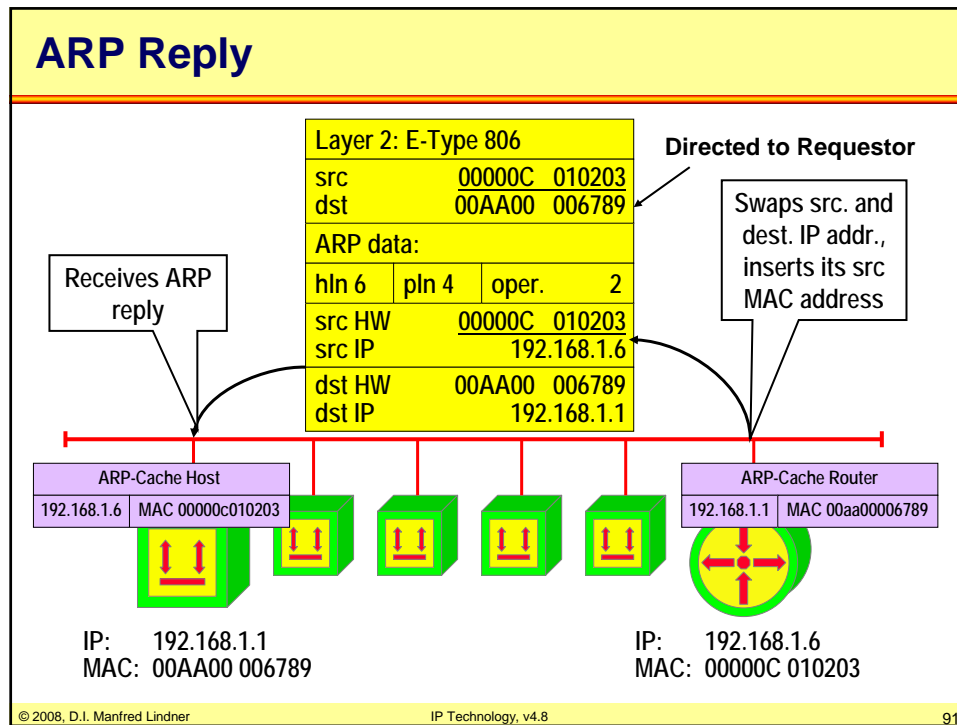 ARP Reply
Layer 2: E-Type 806
src 00000C 010203
dst 00AA00 006789
ARP data:
hln 6 pln 4 oper. 2
src HW 00000C 010203
src IP 192.168.1.6
dst HW 00AA00 006789
dst IP 192.168.1.1
Directed to Requestor
Swaps src. and
dest. IP addr.,
inserts its src
MAC address
Receives ARP
reply
ARP-Cache Host
192.168.1.6 MAC 00000c010203
ARP-Cache Router
192.168.1.1 MAC 00aa00006789
IP: 192.168.1.1
MAC: 00AA00 006789
IP: 192.168.1.6
MAC: 00000C 010203
© 2008, D.I. Manfred Lindner
IP Technology, v4.8
91